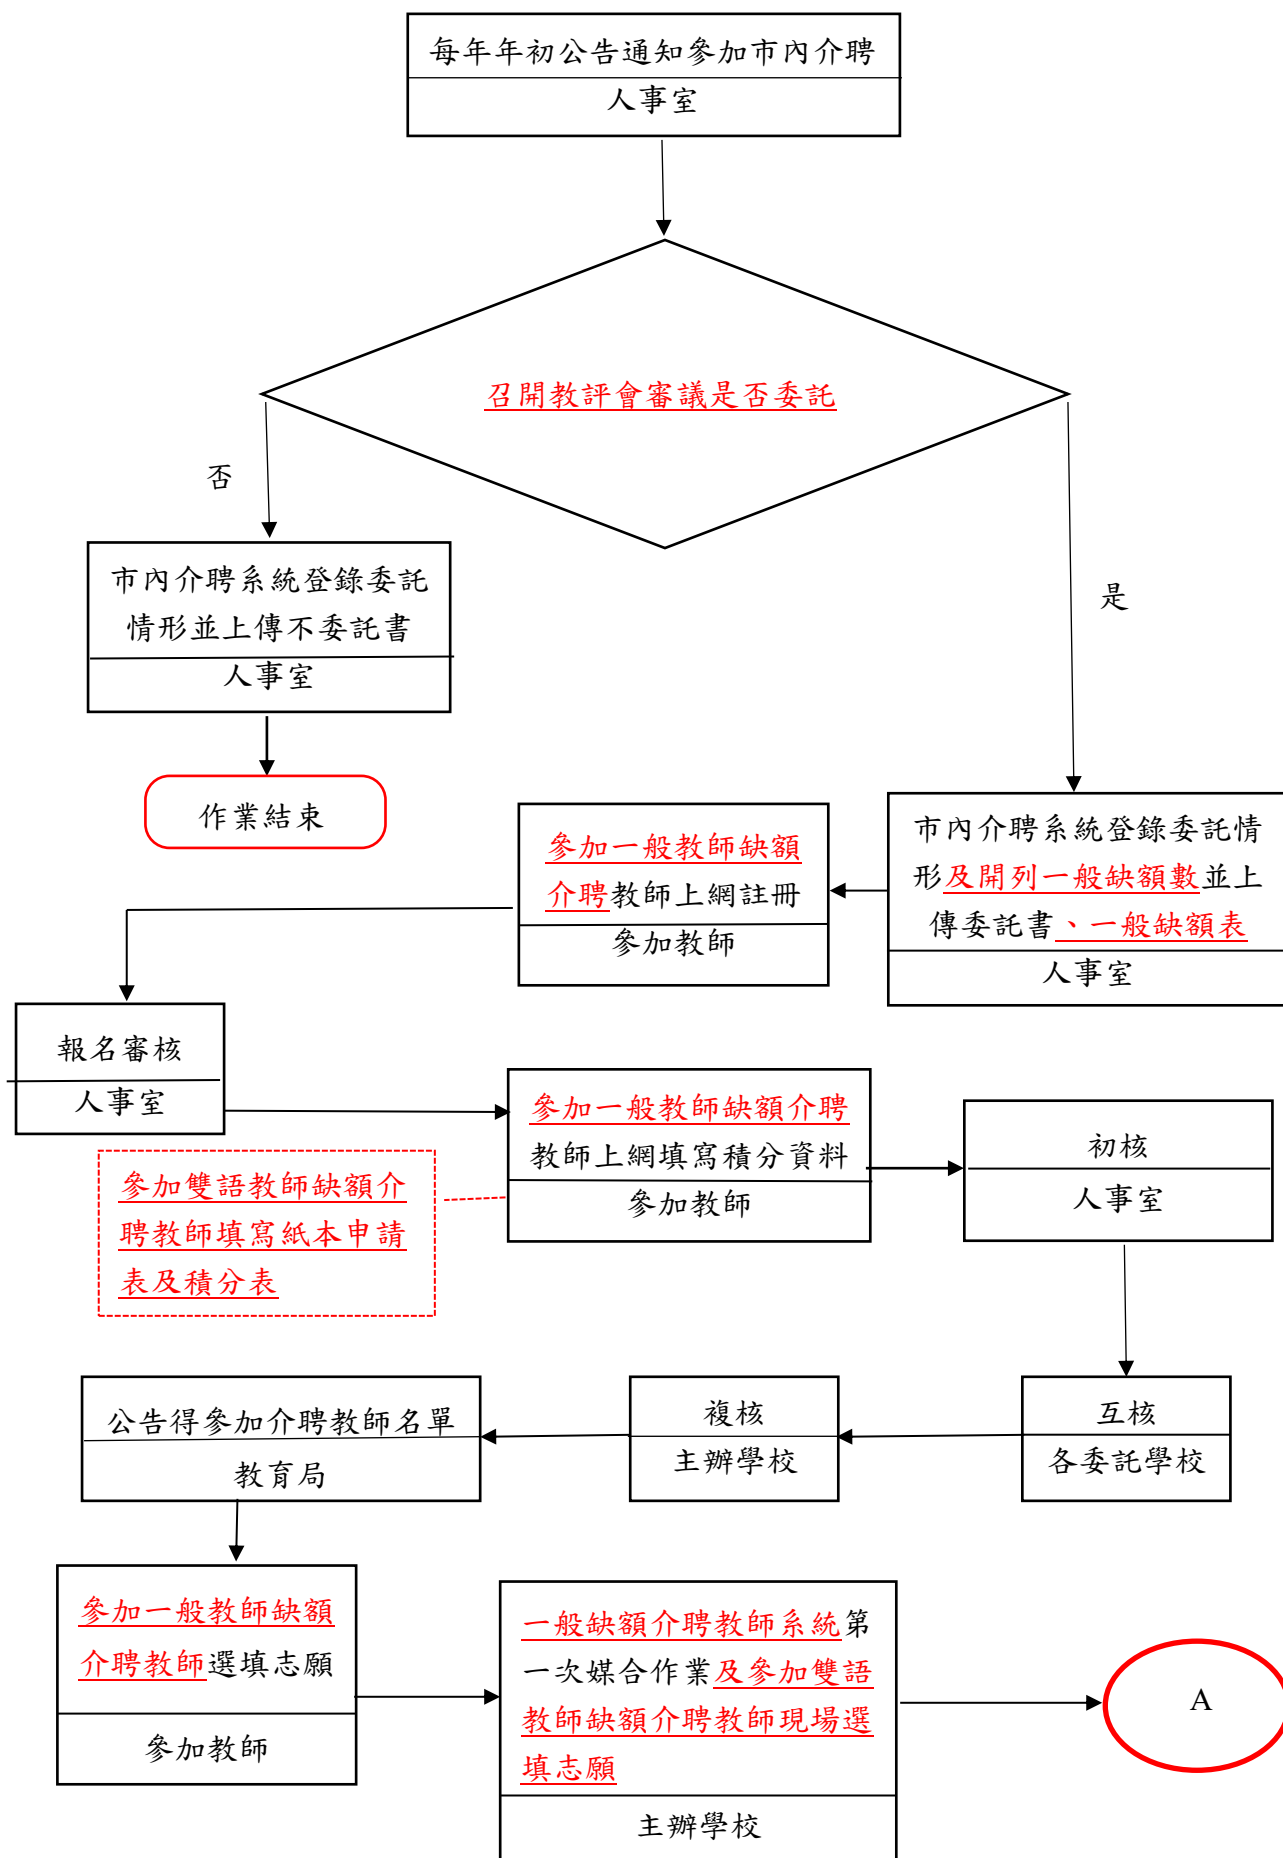 每年年初公告通知參加市內介聘
人事室
召開教評會審議是否委託
否
是
市內介聘系統登錄委託
情形並上傳不委託書
人事室
作業結束
市內介聘系統登錄委託情
形及開列一般缺額數並上
傳委託書、一般缺額表
人事室
參加一般教師缺額
介聘教師上網註冊
參加教師
報名審核
人事室
參加一般教師缺額介聘
教師上網填寫積分資料
參加教師
參加雙語教師缺額介
聘教師填寫紙本申請
表及積分表
初核
人事室
互核
各委託學校
複核
主辦學校
公告得參加介聘教師名單
教育局
參加一般教師缺額
介聘教師選填志願
參加教師
一般缺額介聘教師系統第
一次媒合作業及參加雙語
教師缺額介聘教師現場選
填志願
主辦學校
A